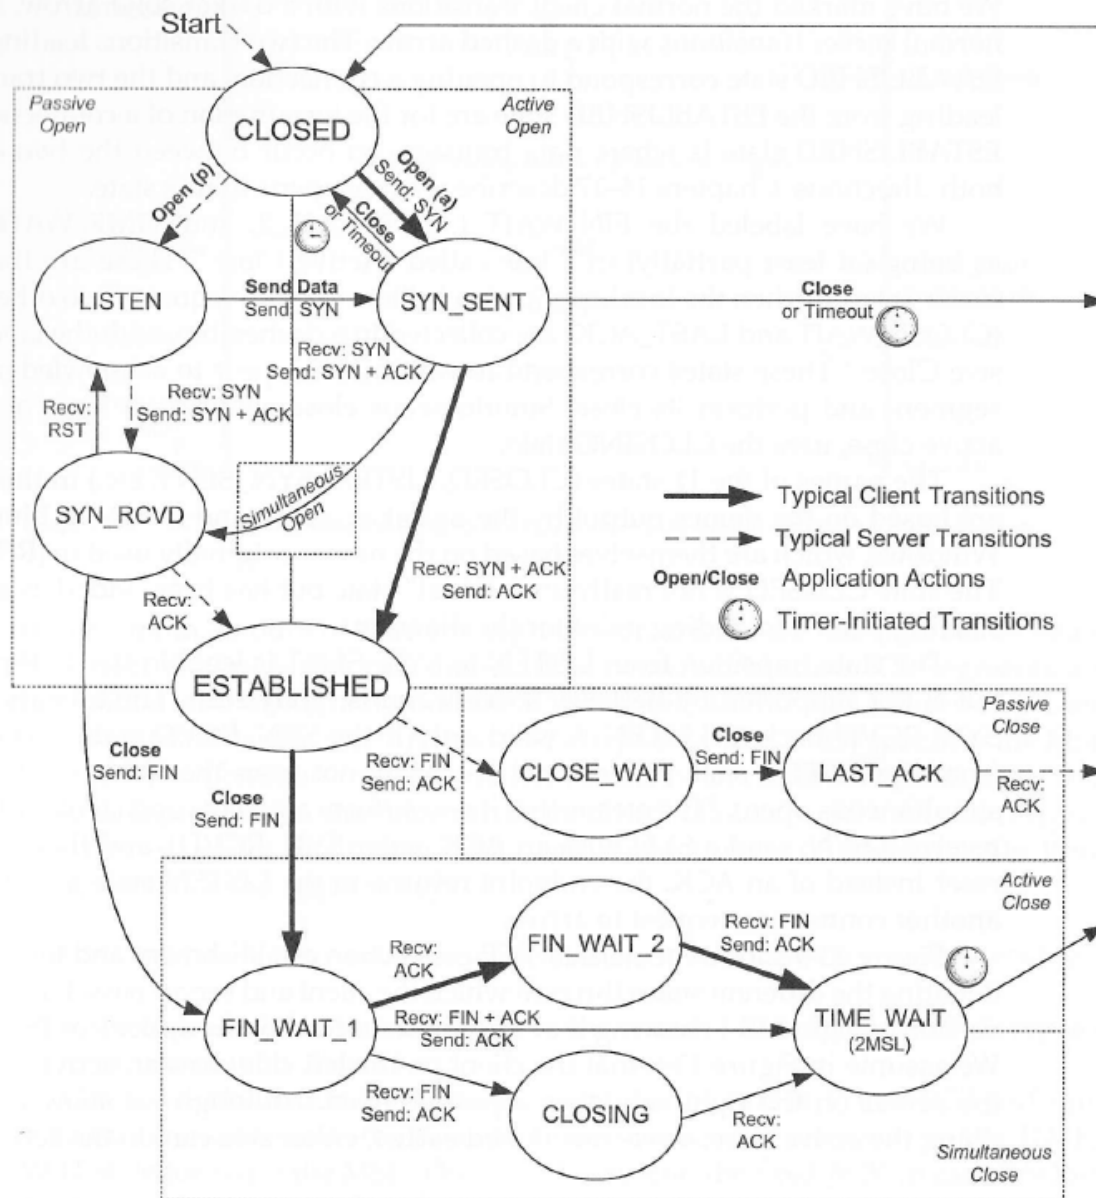 Start
Passive
Open
Active
Open
CLOSED
Open (p)
Open (a)
Send: SYN
Close
or Timeout
LISTEN
Send Data
Send: SYN
SYN_SENT
Close
or Timeout
Recv: SYN
Send: SYN + ACK
Recv:
RST
Recv: SYN
Send: SYN + ACK
SYN_RCVD
Simultaneous
Open
Typical Client Transitions
Typical Server Transitions
Open/Close Application Actions
Timer-Initiated Transitions
Recv: SYN + ACK
Send: ACK
Recv:
ACK
ESTABLISHED
Passive
Close
Close
Send: FIN
Close
Send: FIN
Recv: FIN
Send: ACK
CLOSE_WAIT
Close
Send: FIN
LAST_ACK
Recv:
ACK
Active
Close
FIN_WAIT_1
Recv:
ACK
FIN_WAIT_2
Recv: FIN
Send: ACK
Recv: FIN + ACK
Send: ACK
TIME_WAIT
(2MSL)
Recv: FIN
Send: ACK
CLOSING
Recv:
ACK
Simultaneous
Close